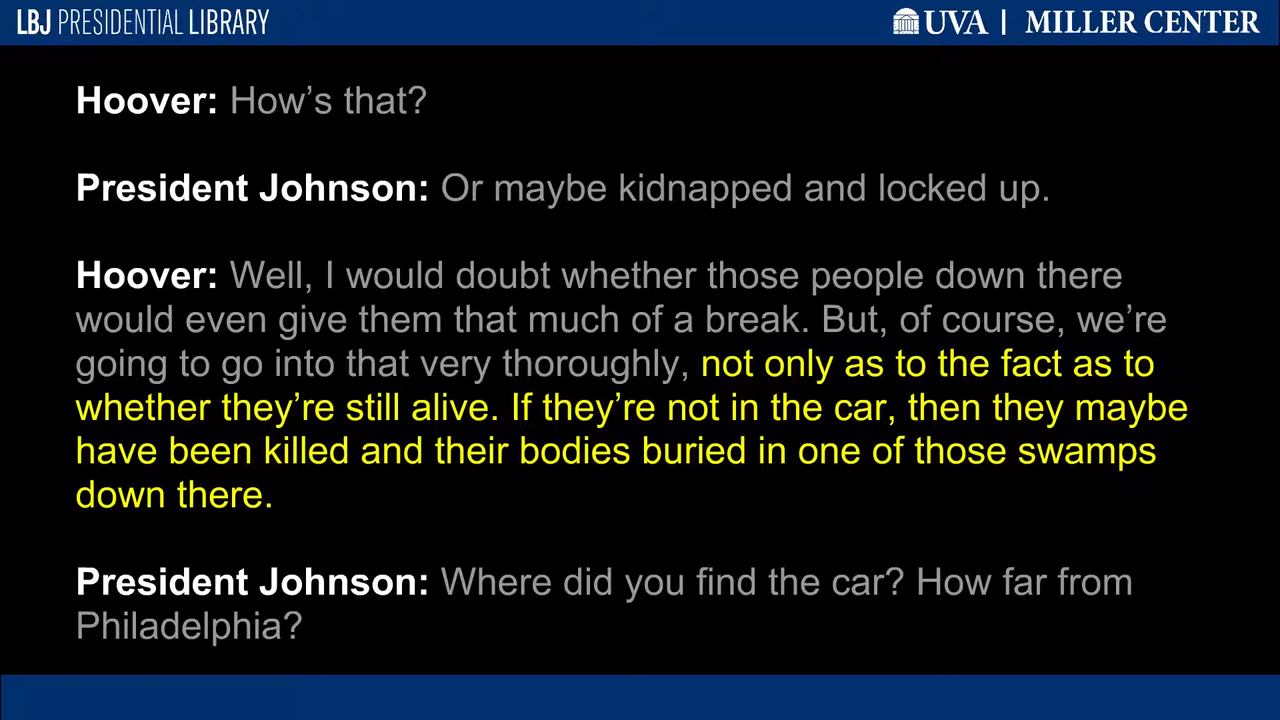 LBJ PRESIDENTIAL LIBRARY
UVA | MILLER CENTER
Hoover: How’s that?
President Johnson: Or maybe kidnapped and locked up.
Hoover: Well, I would doubt whether those people down there
would even give them that much of a break. But, of course, we’re
going to go into that very thoroughly, not only as to the fact as to
whether they’re still alive. If they’re not in the car, then they maybe
have been killed and their bodies buried in one of those swamps
down there.
President Johnson: Where did you find the car? How far from
Philadelphia?